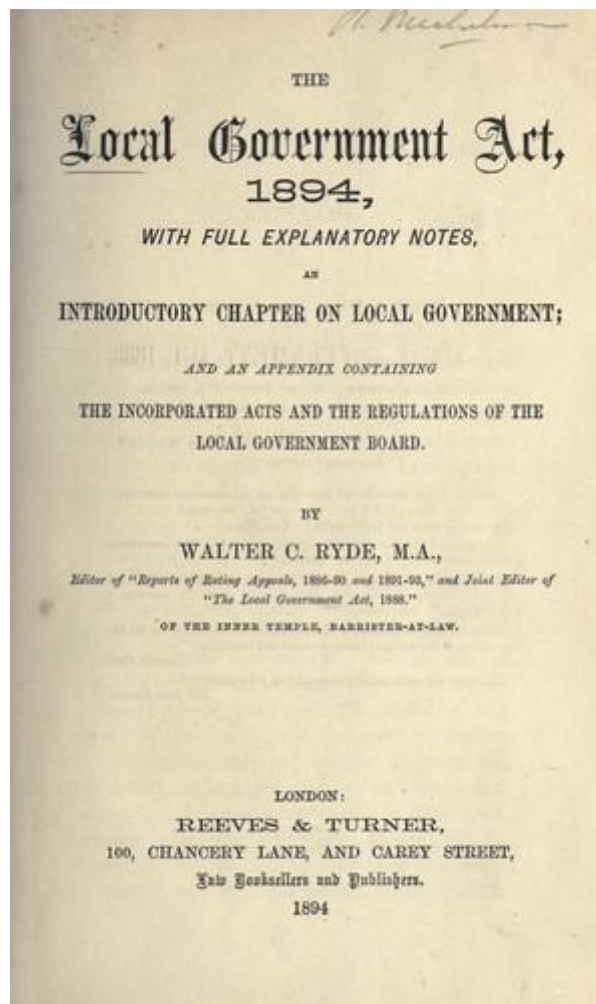 THE
Local Government Act,
1894,
WITH FULL EXPLANATORY NOTES,
AN
INTRODUCTORY CHAPTER ON LOCAL GOVERNMENT;
AND AN APPENDIX CONTAINING
THE INCORPORATED ACTS AND THE REGULATIONS OF THE
LOCAL GOVERNMENT BOARD.
BY
WALTER C. RYDE, M.A.,
Editor of "Reports of Rating Appeals, 1886-90 and 1891-93," and Joint Editor of
"The Local Government Act, 1888."
OF THE INNER TEMPLE, BARRISTER-AT-LAW.
LONDON:
REEVES & TURNER,
100, CHANCERY LANE, AND CAREY STREET,
Law Booksellers and Publishers.
1894